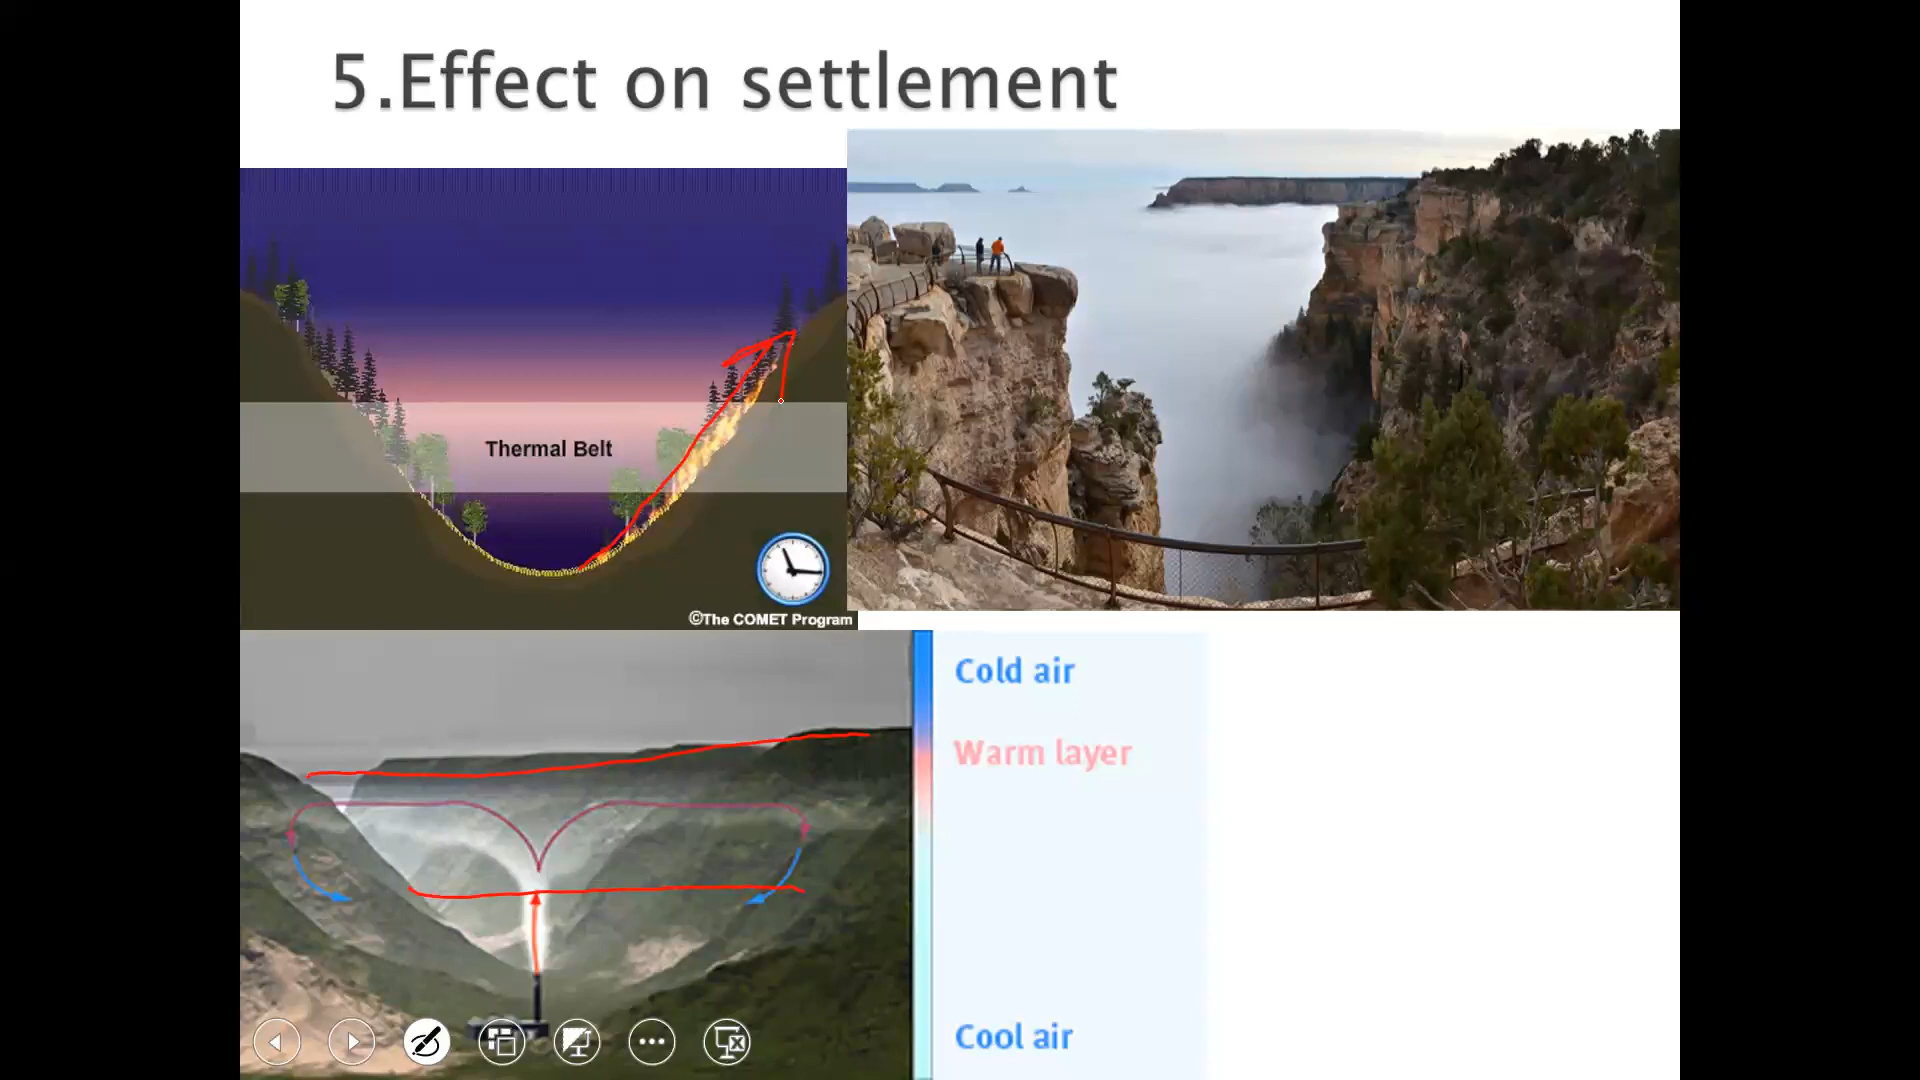 5.Effect on settlement
Thermal Belt
©The COMET Program
Cold air
Warm layer
Cool air